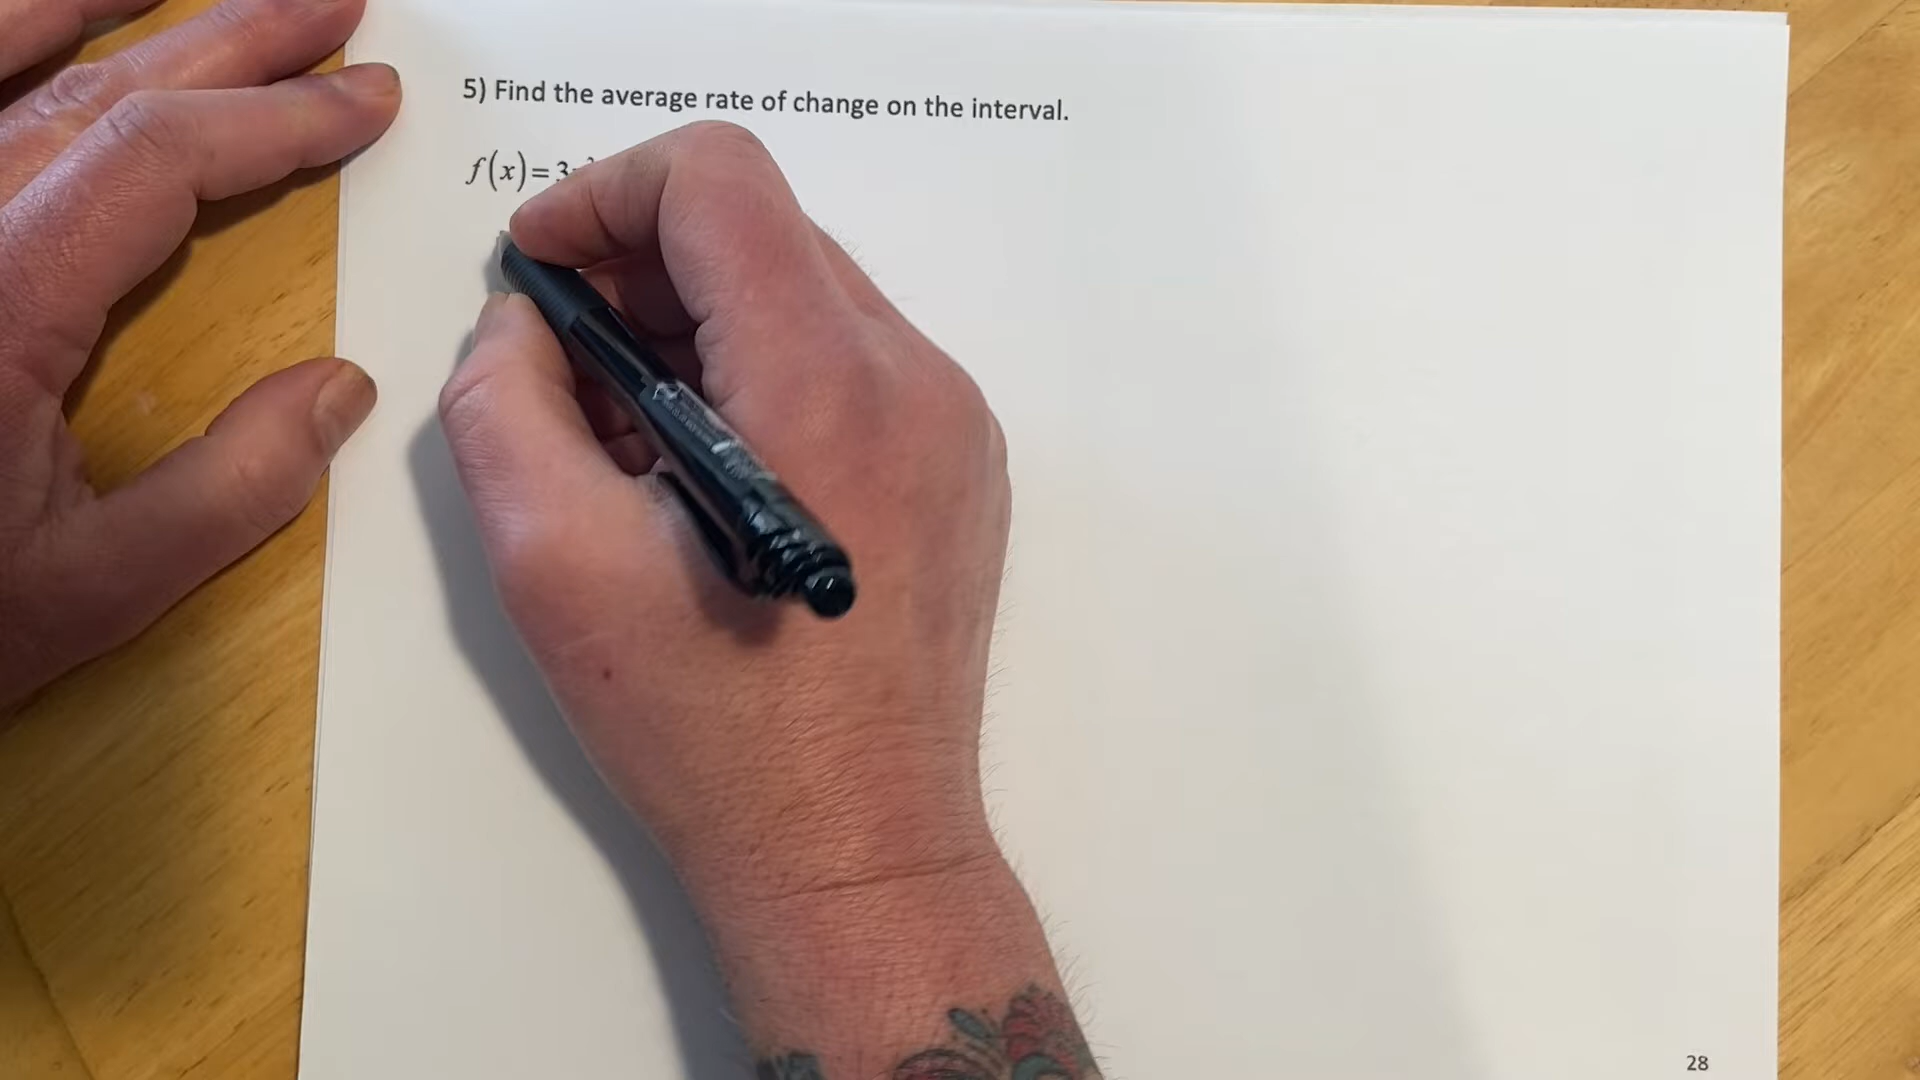 5) Find the average rate of change on the interval.
f(x)=3
28